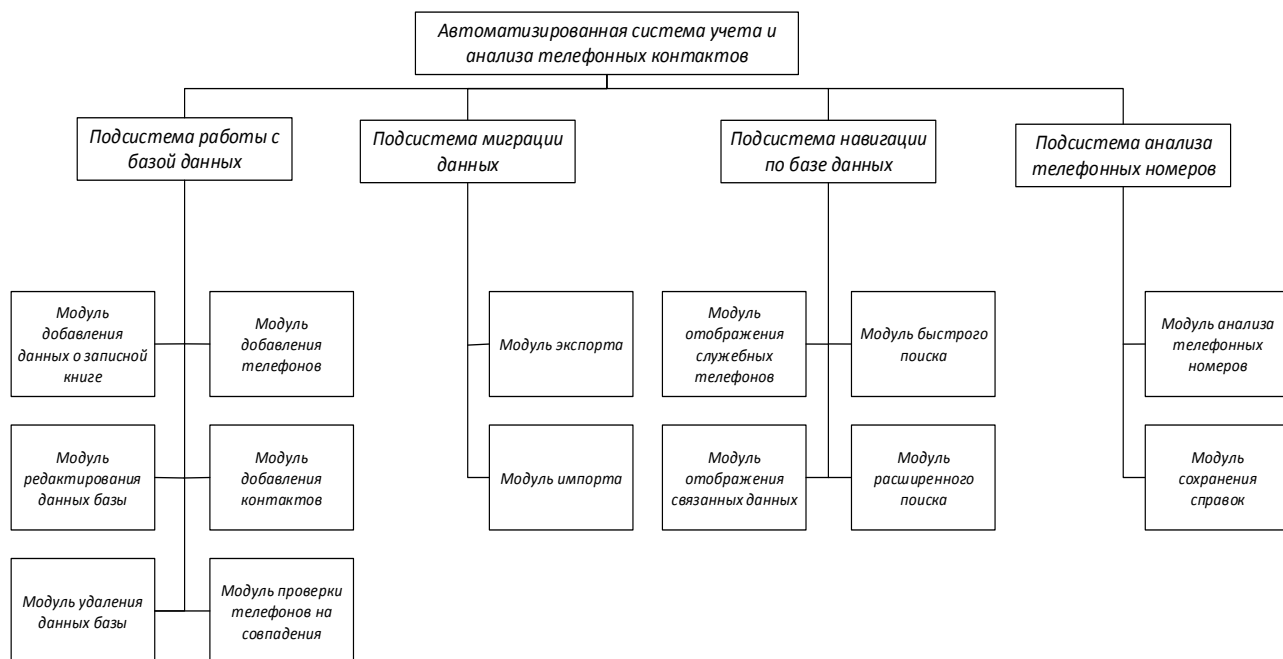 Автоматизированная система учета и
анализа телефонных контактов
Подсистема работы с
базой данных
Подсистема миграции
данных
Подсистема навигации
по базе данных
Подсистема анализа
телефонных номеров
Модуль
добавления
данных о записной
книге
Модуль
добавления
телефонов
Модуль экспорта
Модуль
отображения
служебных
телефонов
Модуль быстрого
поиска
Модуль анализа
телефонных
номеров
Модуль
редактирования
данных базы
Модуль
добавления
контактов
Модуль импорта
Модуль
отображения
связанных данных
Модуль
расширенного
поиска
Модуль
сохранения
справок
Модуль удаления
данных базы
Модуль проверки
телефонов на
совпадения